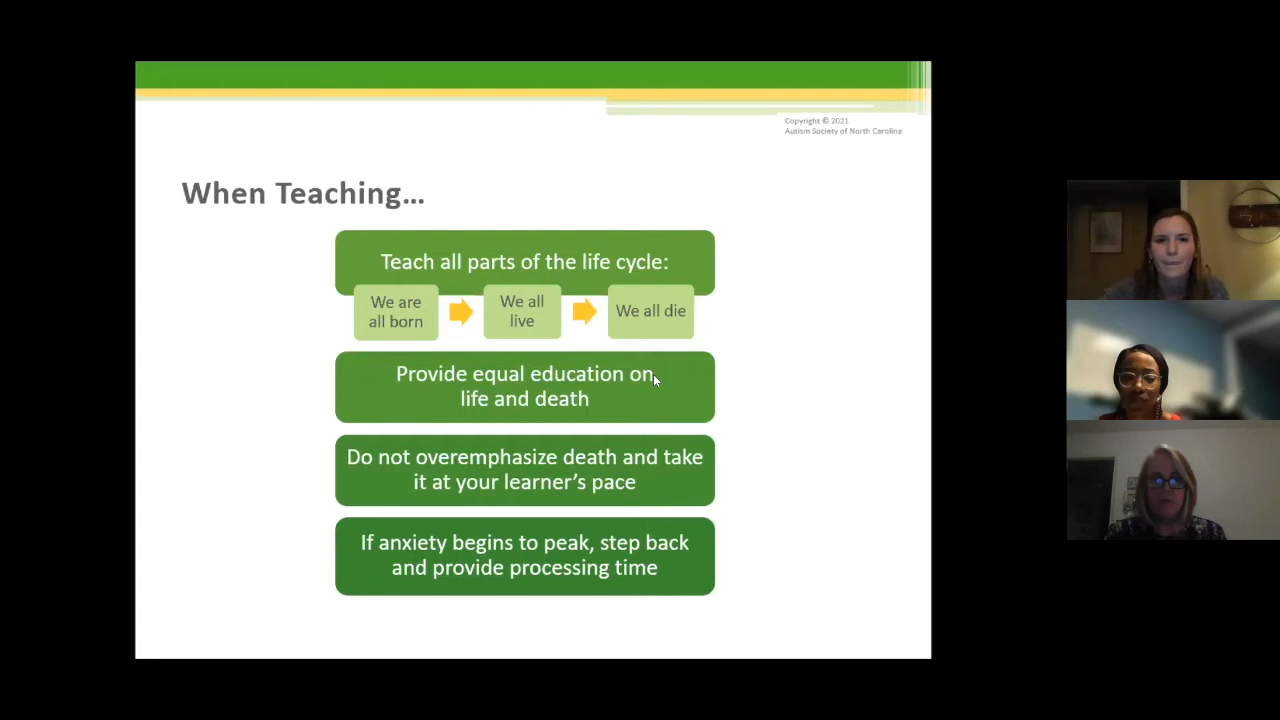 Copyright © 2021
Autism Society of North Carolina
When Teaching…
Teach all parts of the life cycle:
We are
all born
We all
live
We all die
Provide equal education on
life and death
Do not overemphasize death and take
it at your learner's pace
If anxiety begins to peak, step back
and provide processing time